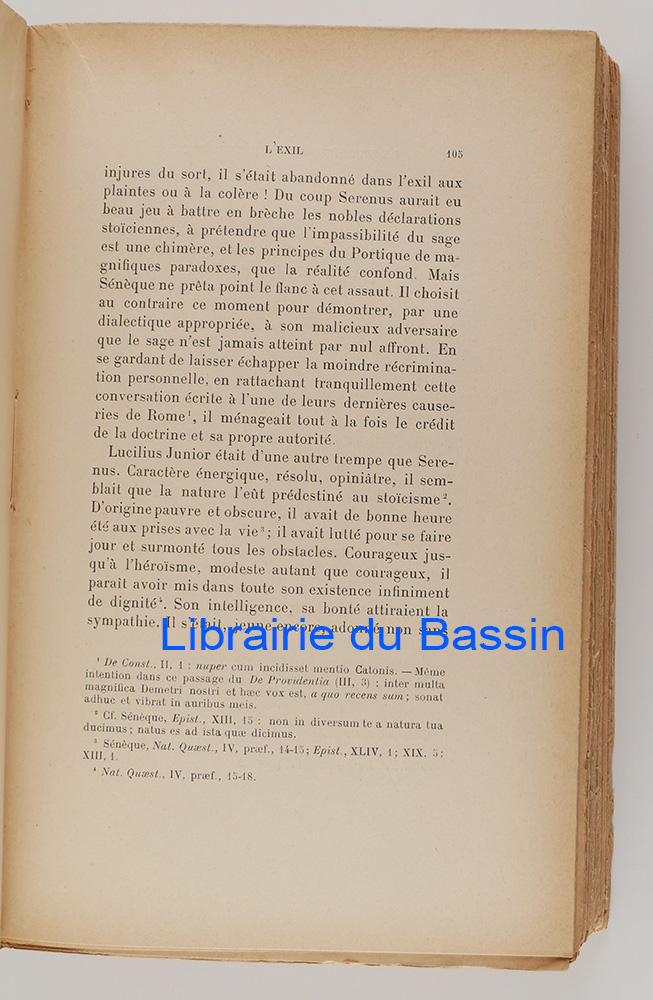 L'EXIL 105
injures du sort, il s'était abandonné dans l'exil aux
plaintes ou à la colère ! Du coup Serenus aurait eu
beau jeu à battre en brèche les nobles déclarations
stoïciennes, à prétendre que l'impassibilité du sage
est une chimère, et les principes du Portique de ma-
gnifiques paradoxes, que la réalité confond. Mais
Sénèque ne prêta point le flanc à cet assaut. Il choisit
au contraire ce moment pour démontrer, par une
dialectique appropriée, à son malicieux adversaire
que le sage n'est jamais atteint par nul affront. En
se gardant de laisser échapper la moindre récrimina-
tion personnelle, en rattachant tranquillement cette
conversation écrite à l'une de leurs dernières cause-
ries de Rome¹, il ménageait tout à la fois le crédit
de la doctrine et sa propre autorité.
Lucilius Junior était d'une autre trempe que Sere-
nus. Caractère énergique, résolu, opiniâtre, il sem-
blait que la nature l'eût prédestiné au stoïcisme².
D'origine pauvre et obscure, il avait de bonne heure
été aux prises avec la vie³; il avait lutté pour se faire
jour et surmonté tous les obstacles. Courageux jus-
qu'à l'héroïsme, modeste autant que courageux, il
paraît avoir mis dans toute son existence infiniment
de dignité⁴. Son intelligence, sa bonté attiraient la
sympathie. Il s'était, jeune encore, adonné non sans
Librairie du Bassin
¹ De Const., II, 1 : nuper cum incidisset mentio Catonis. — Même
intention dans ce passage du De Providentia (III, 3) : inter multa
magnifica Demetri nostri et hæc vox est, a quo recens sum ; sonat
adhuc et vibrat in auribus meis.
² Cf. Sénèque, Epist., XIII, 15 : non in diversum te a natura tua
ducimus ; natus es ad ista quæ dicimus.
³ Sénèque, Nat. Quæst., IV, præf., 14-15; Epist., XLIV, 1; XIX, 5;
XIII, 1.
⁴ Nat. Quæst., IV, præf., 15-18.